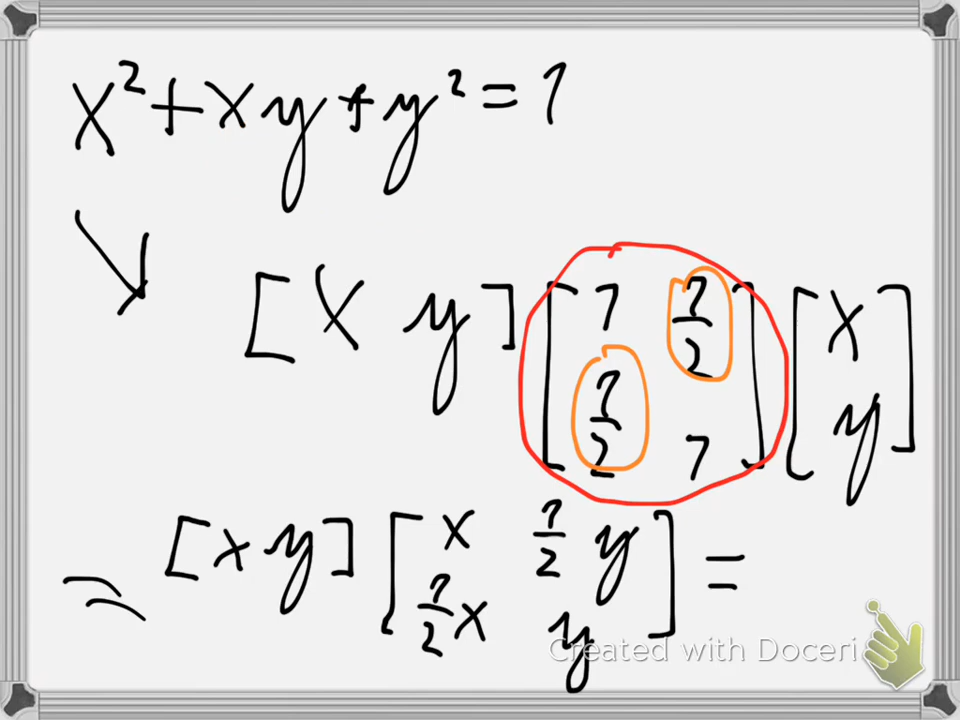 x² + xy + y² = 1
[x y] [1 1/2 1/2 1] [x y]
= [x y] [x 1/2 y 1/2 x y] =
Created with Doceri